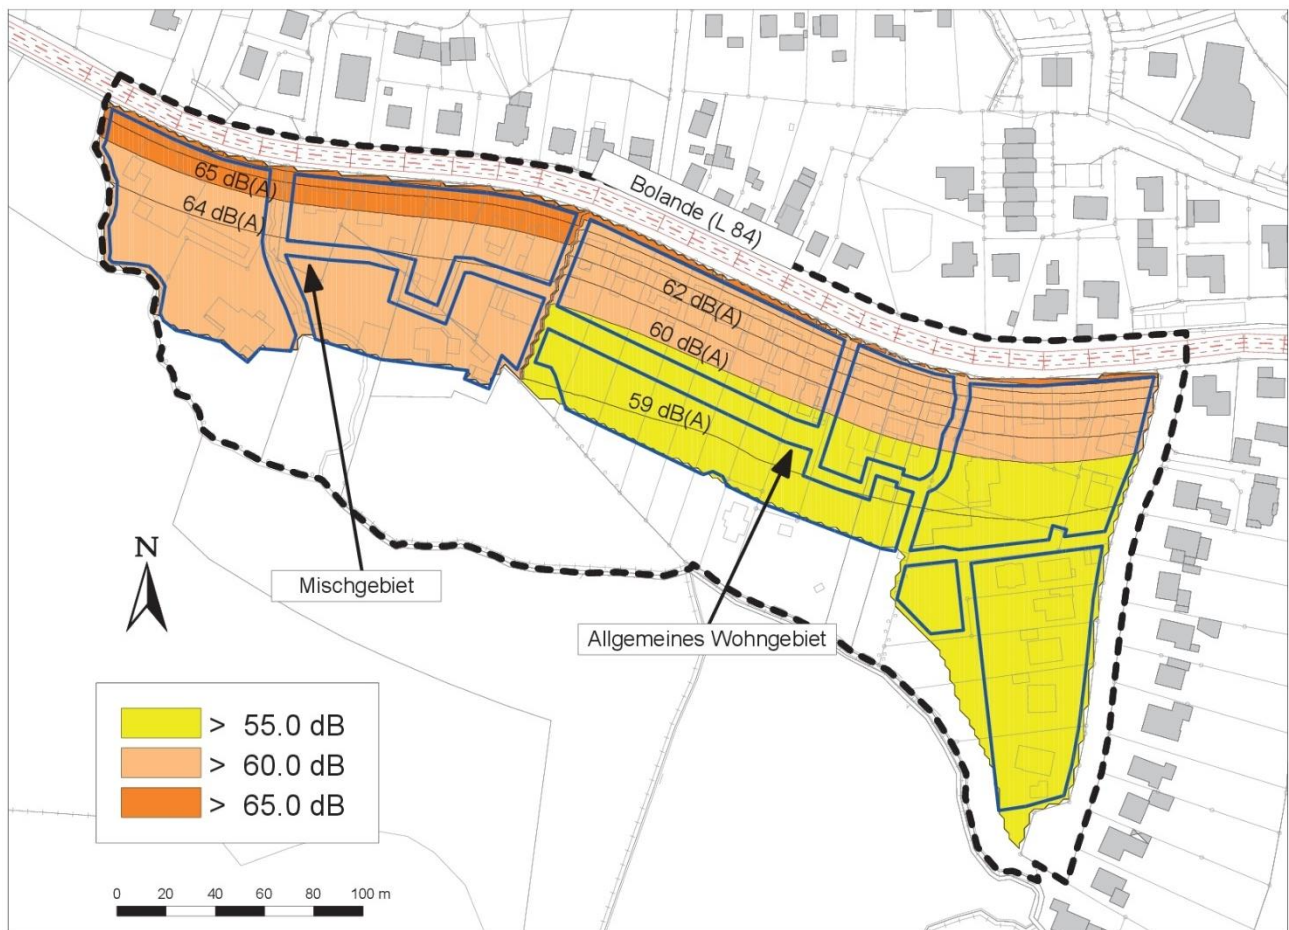 65 dB(A)
64 dB(A)
Bolande (L 84)
62 dB(A)
60 dB(A)
59 dB(A)
N
Mischgebiet
Allgemeines Wohngebiet
> 55.0 dB
> 60.0 dB
> 65.0 dB
0 20 40 60 80 100 m